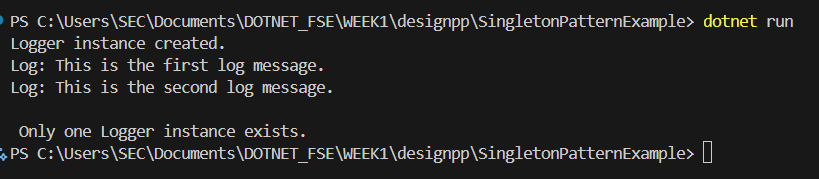 PS C:\Users\SEC\Documents\DOTNET_FSE\WEEK1\designpp\SingletonPatternExample> dotnet run
Logger instance created.
Log: This is the first log message.
Log: This is the second log message.

 Only one Logger instance exists.
PS C:\Users\SEC\Documents\DOTNET_FSE\WEEK1\designpp\SingletonPatternExample>